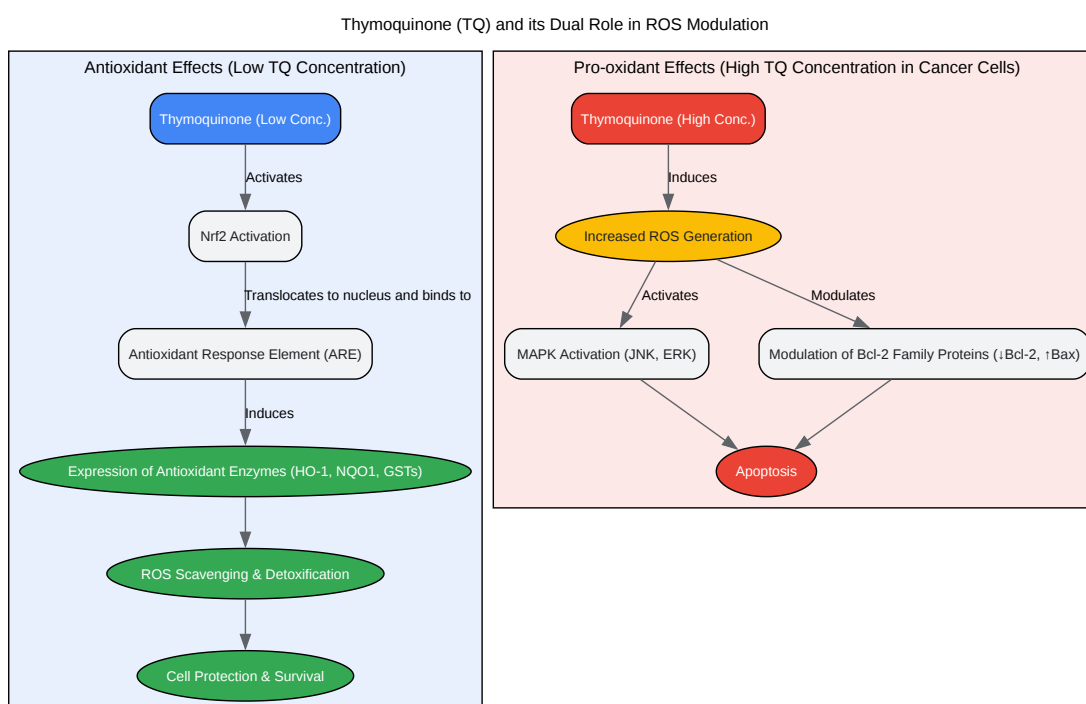 Thymoquinone (TQ) and its Dual Role in ROS Modulation
Antioxidant Effects (Low TQ Concentration)
Thymoquinone (Low Conc.)
Activates
Nrf2 Activation
Translocates to nucleus and binds to
Antioxidant Response Element (ARE)
Induces
Expression of Antioxidant Enzymes (HO-1, NQO1, GSTs)
ROS Scavenging & Detoxification
Cell Protection & Survival
Pro-oxidant Effects (High TQ Concentration in Cancer Cells)
Thymoquinone (High Conc.)
Induces
Increased ROS Generation
Activates
Modulates
MAPK Activation (JNK, ERK)
Modulation of Bcl-2 Family Proteins (↓Bcl-2, ↑Bax)
Apoptosis